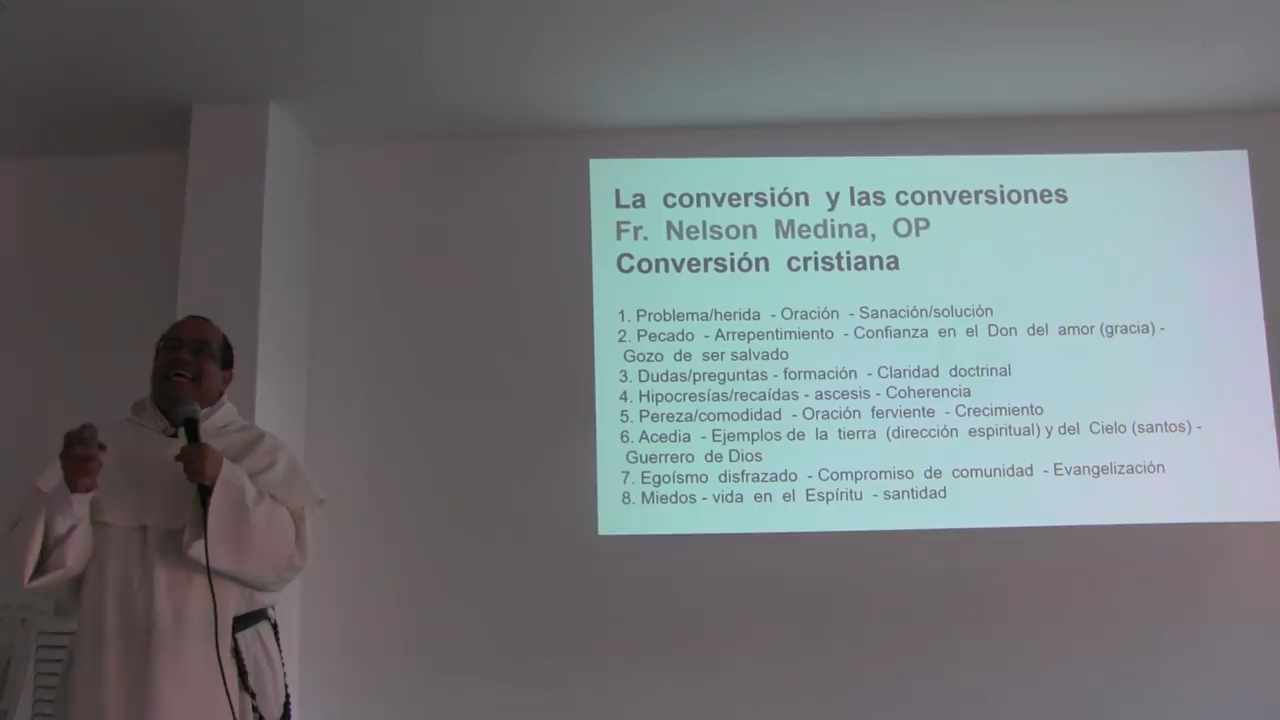 La conversión y las conversiones
Fr. Nelson Medina, OP
Conversión cristiana
1. Problema/herida - Oración - Sanación/solución
2. Pecado - Arrepentimiento - Confianza en el Don del amor (gracia) -
Gozo de ser salvado
3. Dudas/preguntas - formación - Claridad doctrinal
4. Hipocresías/recaídas - ascesis - Coherencia
5. Pereza/comodidad - Oración ferviente - Crecimiento
6. Acedia - Ejemplos de la tierra (dirección espiritual) y del Cielo (santos) -
Guerrero de Dios
7. Egoísmo disfrazado - Compromiso de comunidad - Evangelización
8. Miedos - vida en el Espíritu - santidad